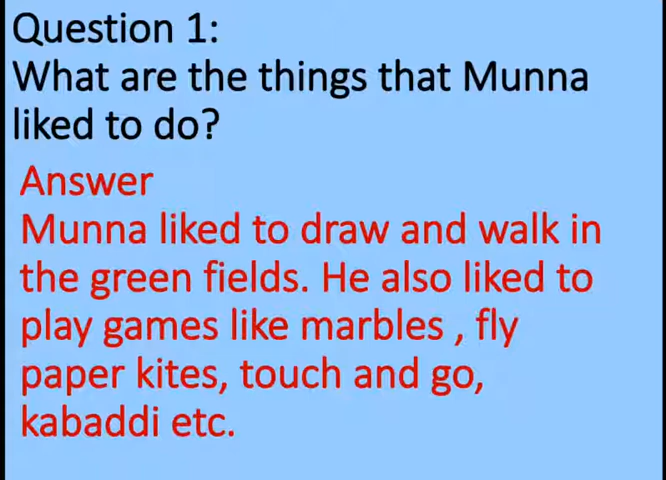 Question 1:
What are the things that Munna
liked to do?
Answer
Munna liked to draw and walk in
the green fields. He also liked to
play games like marbles , fly
paper kites, touch and go,
kabaddi etc.